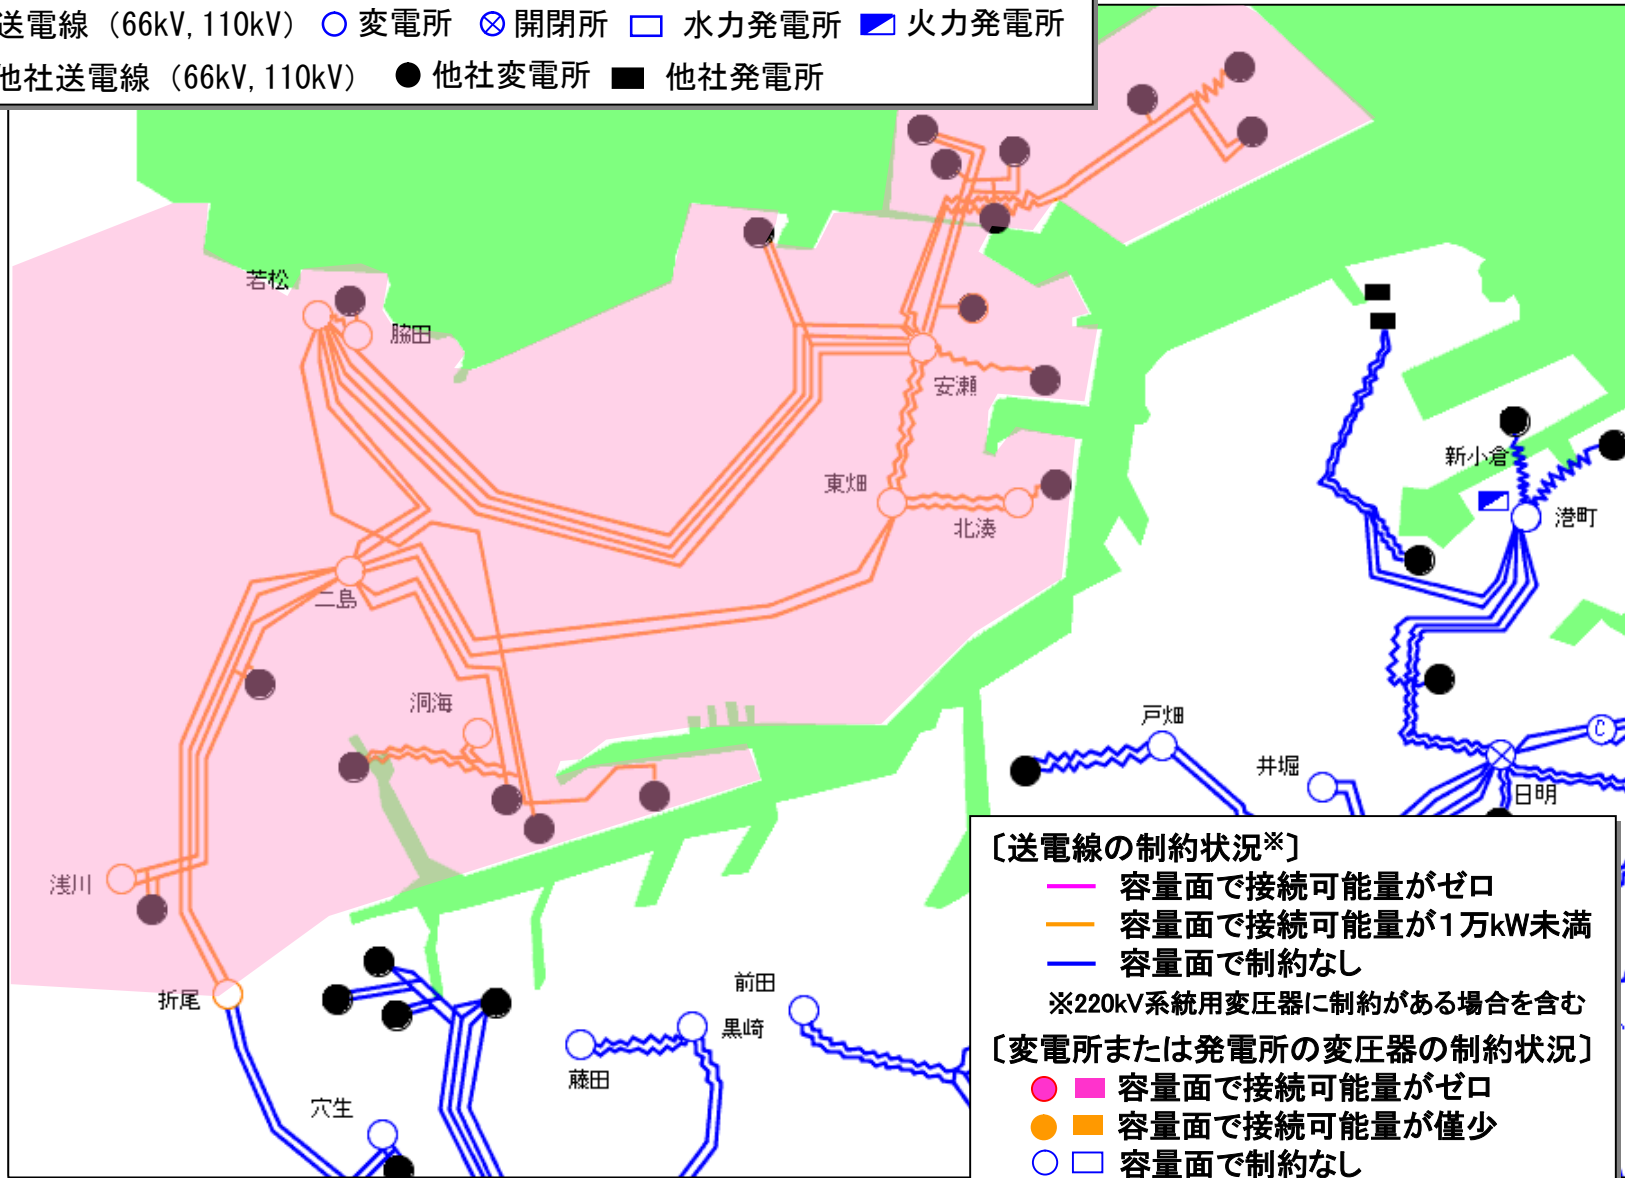 送電線（66kV,110kV） 変電所 開閉所 水力発電所 火力発電所
他社送電線（66kV,110kV） 他社変電所 他社発電所
若松
脇田
安瀬
新小倉
東畑
北湊
港町
二島
洞海
戸畑
井堀
日明
C
浅川
折尾
前田
黒崎
藤田
穴生
〔送電線の制約状況※〕
容量面で接続可能量がゼロ
容量面で接続可能量が1万kW未満
容量面で制約なし
※220kV系統用変圧器に制約がある場合を含む
〔変電所または発電所の変圧器の制約状況〕
容量面で接続可能量がゼロ
容量面で接続可能量が僅少
容量面で制約なし